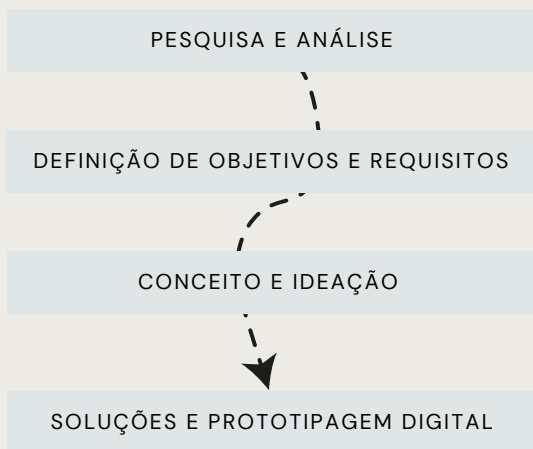 PESQUISA E ANÁLISE
DEFINIÇÃO DE OBJETIVOS E REQUISITOS
CONCEITO E IDEAÇÃO
SOLUÇÕES E PROTOTIPAGEM DIGITAL